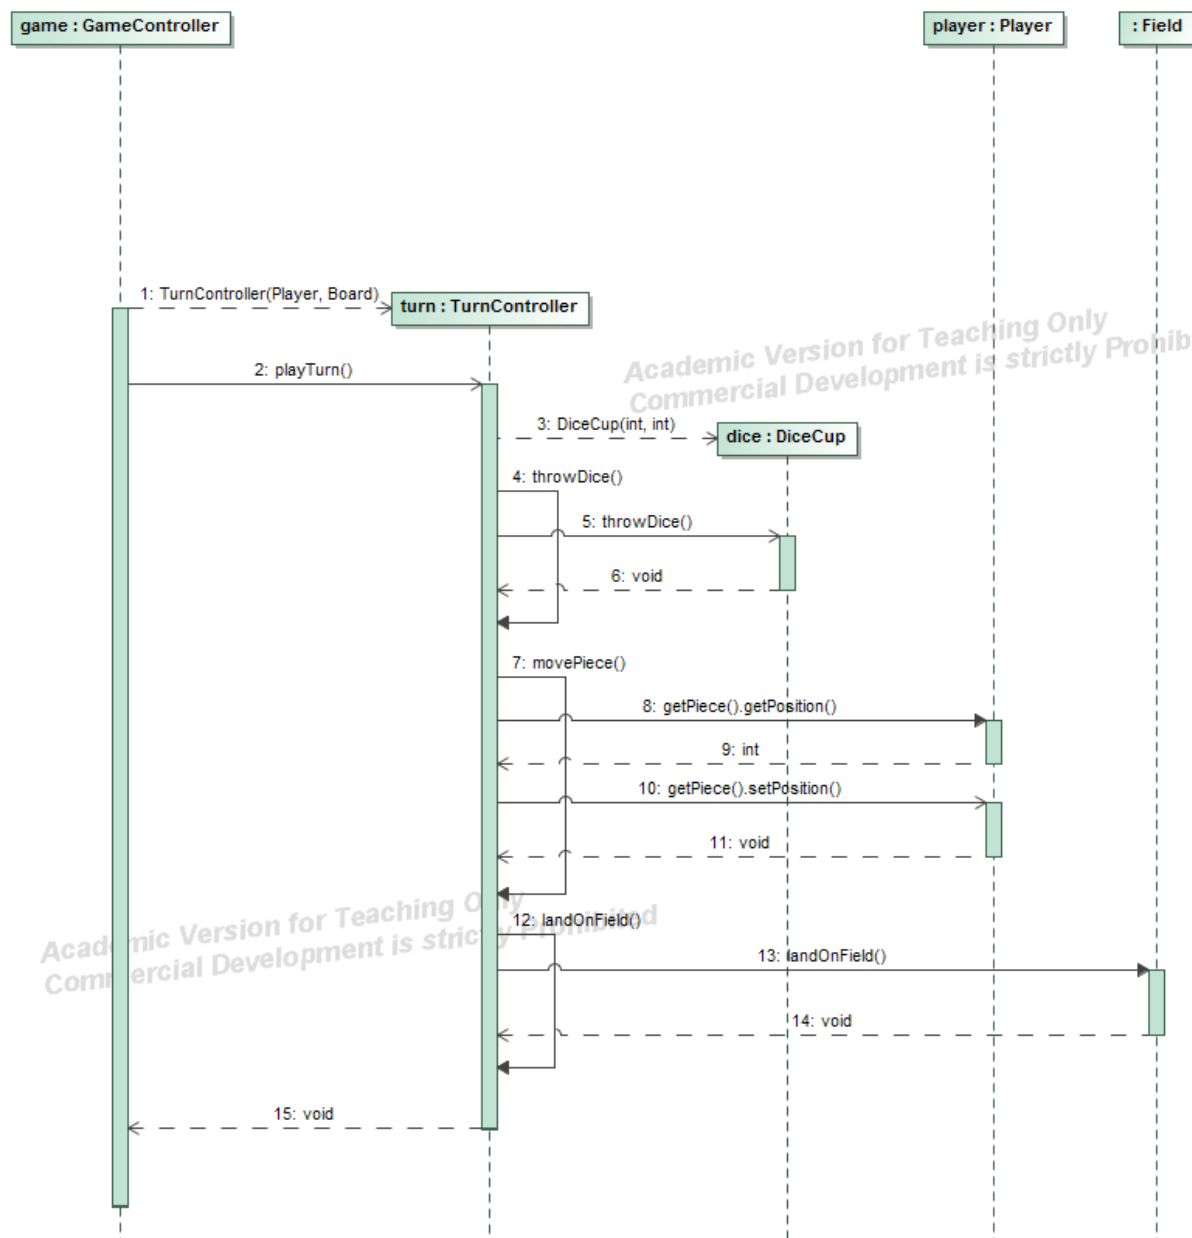 game : GameController
player : Player
: Field
1: TurnController(Player, Board)
turn : TurnController
Academic Version for Teaching Only
Commercial Development is strictly Prohib
2: playTurn()
3: DiceCup(int, int)
dice : DiceCup
4: throwDice()
5: throwDice()
6: void
7: movePiece()
8: getPiece().getPosition()
9: int
10: getPiece().setPosition()
11: void
Academic Version for Teaching Only
Commercial Development is strictly Prohibited
12: landOnField()
13: landOnField()
14: void
15: void